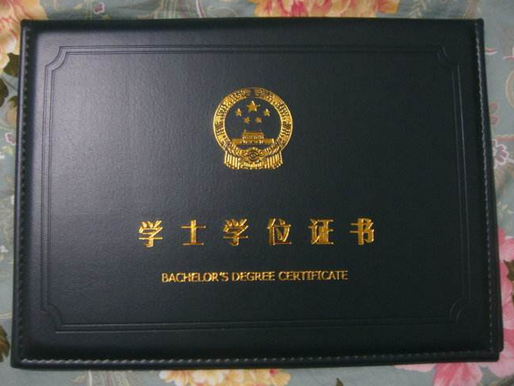 学士学位证书
BACHELOR'S DEGREE CERTIFICATE